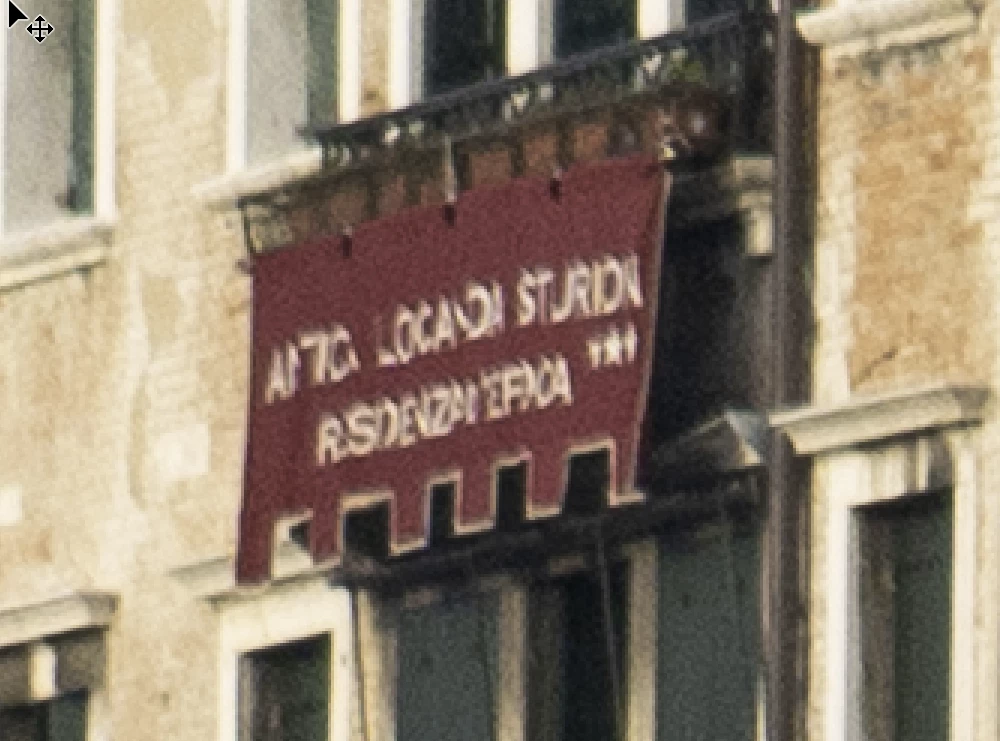 ANTICA LOCANDA STURION
RESIDENZA D'EPOCA ***